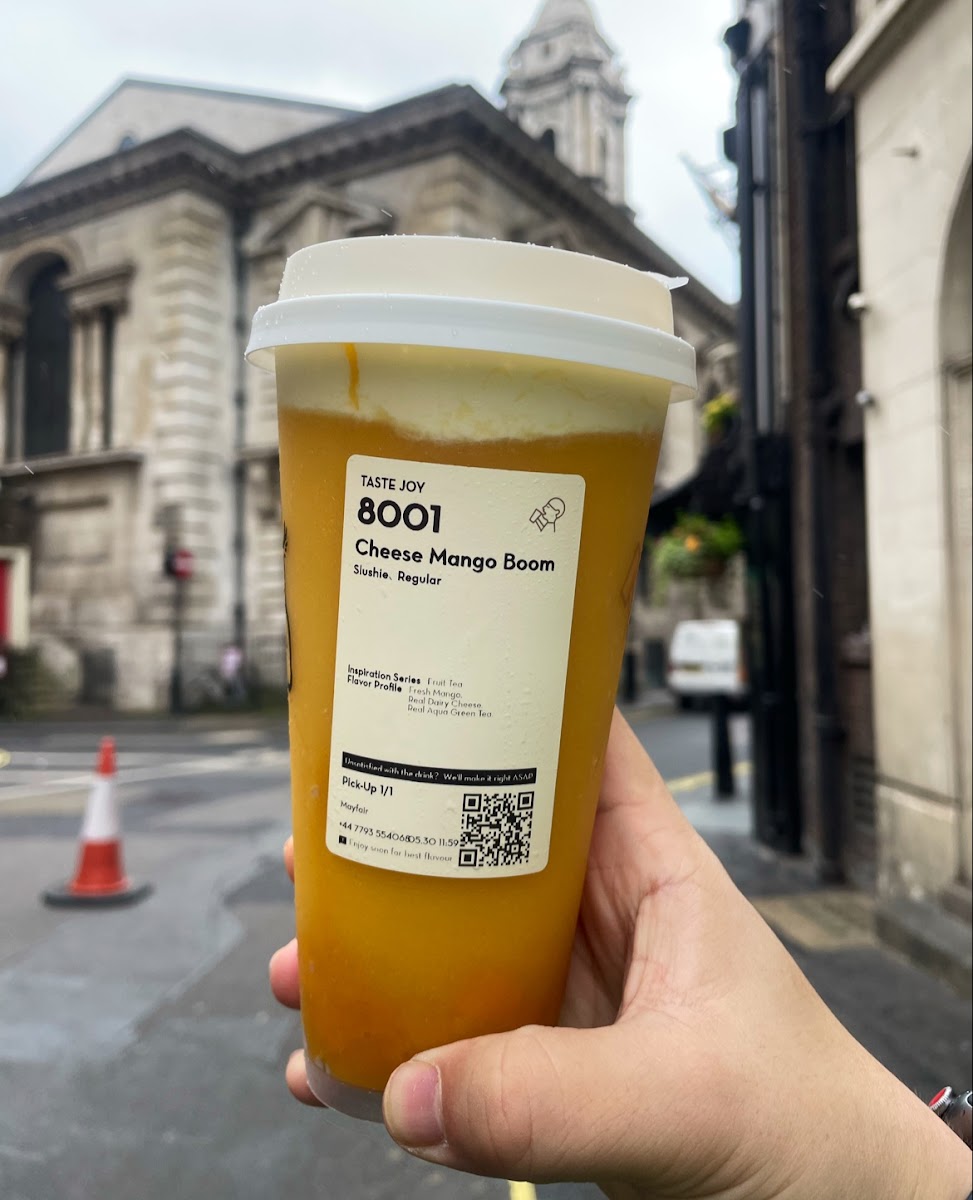 TASTE JOY
8001
Cheese Mango Boom
Slushie、Regular
Inspiration Series Fruit Tea
Flavor Profile Fresh Mango,
Real Dairy Cheese,
Real Aqua Green Tea.
Unsatisfied with the drink? We'll make it right ASAP
Pick-Up 1/1
Mayfair
+44 7793 554068 05.30 11:59
Enjoy soon for best flavour